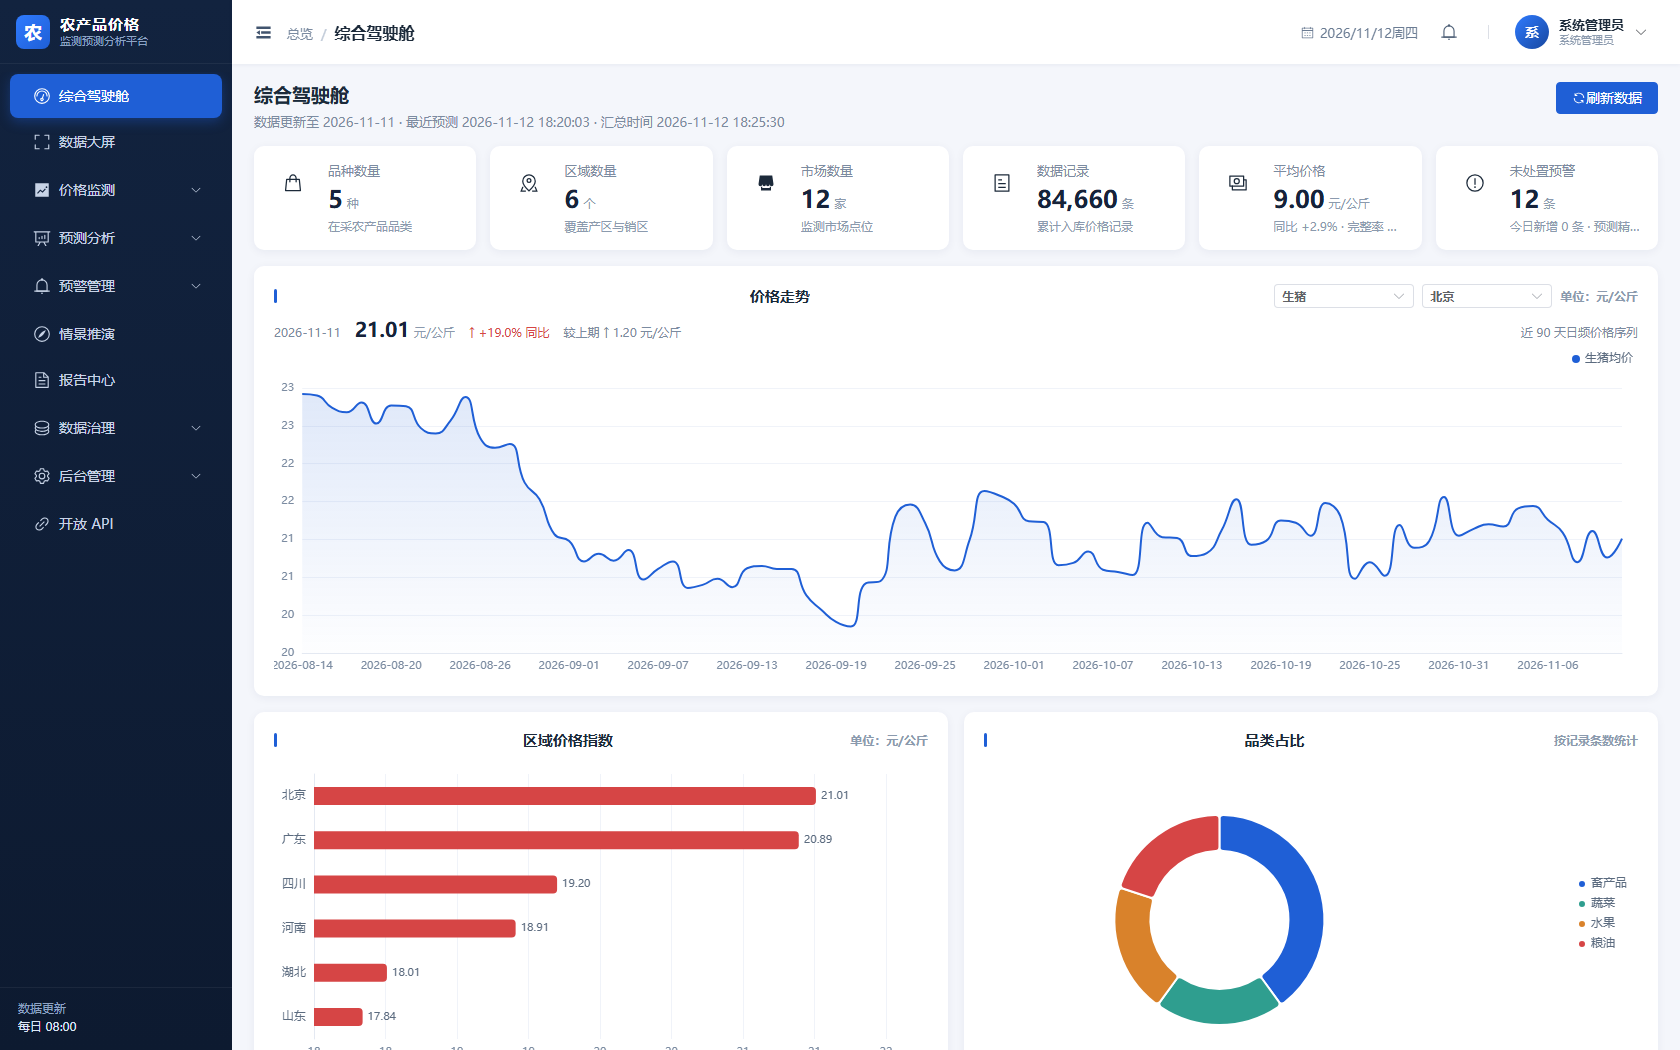 农
农产品价格
监测预测分析平台
综合驾驶舱
数据大屏
价格监测
预测分析
预警管理
情景推演
报告中心
数据治理
后台管理
开放 API
数据更新
每日 08:00
总览 / 综合驾驶舱
2026/11/12周四
系
系统管理员
系统管理员
综合驾驶舱
数据更新至 2026-11-11 · 最近预测 2026-11-12 18:20:03 · 汇总时间 2026-11-12 18:25:30
刷新数据
品种数量
5 种
在采农产品品类
区域数量
6 个
覆盖产区与销区
市场数量
12 家
监测市场点位
数据记录
84,660 条
累计入库价格记录
平均价格
9.00 元/公斤
同比 +2.9% · 完整率 ...
未处置预警
12 条
今日新增 0 条 · 预测精...
价格走势
生猪
北京
单位：元/公斤
2026-11-11 21.01 元/公斤 ↑ +19.0% 同比 较上期 ↑ 1.20 元/公斤
近 90 天日频价格序列
生猪均价
23
23
22
22
21
21
20
20
2026-08-14 2026-08-20 2026-08-26 2026-09-01 2026-09-07 2026-09-13 2026-09-19 2026-09-25 2026-10-01 2026-10-07 2026-10-13 2026-10-19 2026-10-25 2026-10-31 2026-11-06
区域价格指数
单位：元/公斤
北京 21.01
广东 20.89
四川 19.20
河南 18.91
湖北 18.01
山东 17.84
品类占比
按记录条数统计
畜产品
蔬菜
水果
粮油